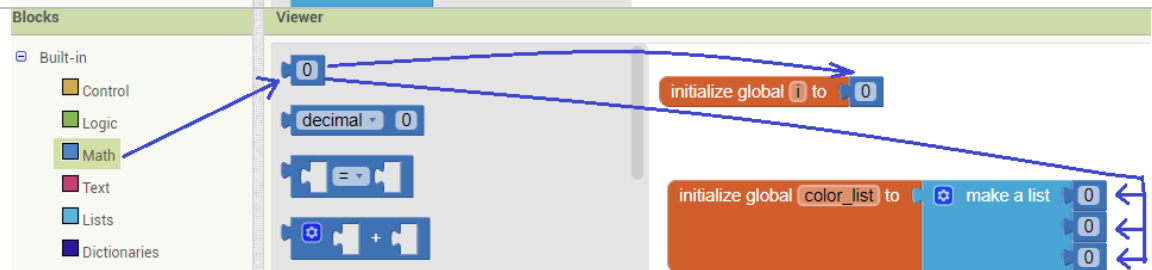 Blocks
Viewer
Built-in
Control
Logic
Math
Text
Lists
Dictionaries
0
decimal 0
=
+
initialize global i to 0
initialize global color_list to make a list 0
0
0